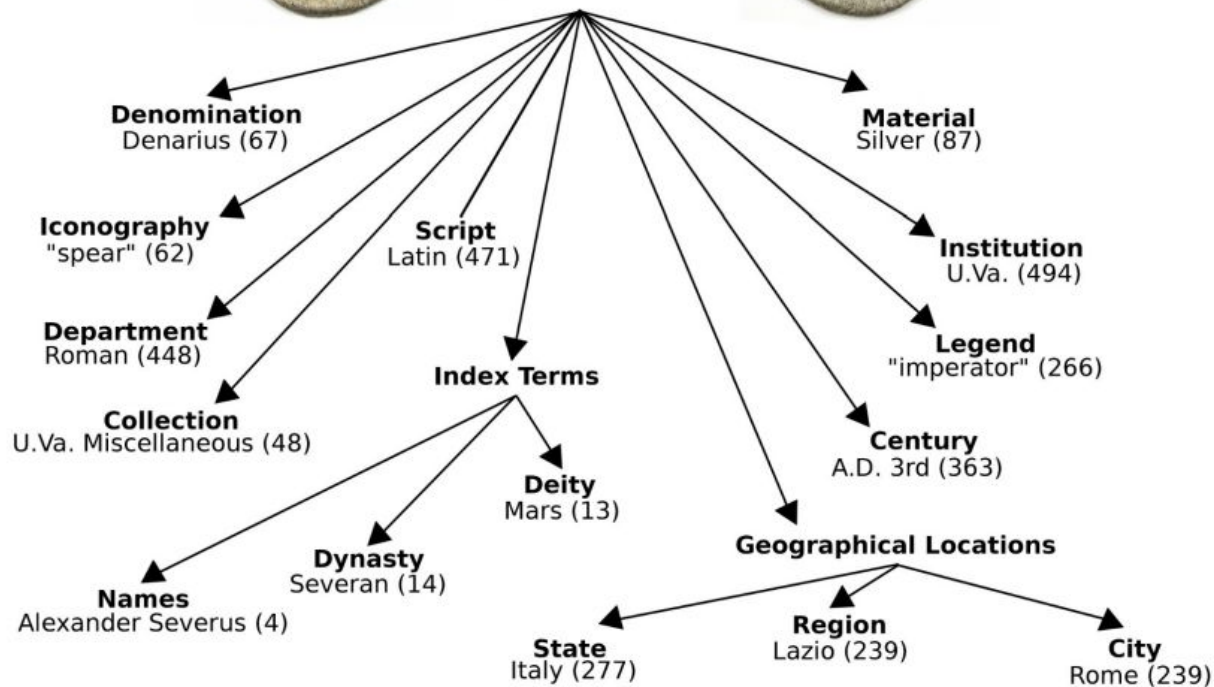 Denomination
Denarius (67)
Material
Silver (87)
Iconography
"spear" (62)
Script
Latin (471)
Institution
U.Va. (494)
Department
Roman (448)
Legend
"imperator" (266)
Index Terms
Collection
U.Va. Miscellaneous (48)
Century
A.D. 3rd (363)
Deity
Mars (13)
Geographical Locations
Dynasty
Severan (14)
Names
Alexander Severus (4)
State
Italy (277)
Region
Lazio (239)
City
Rome (239)